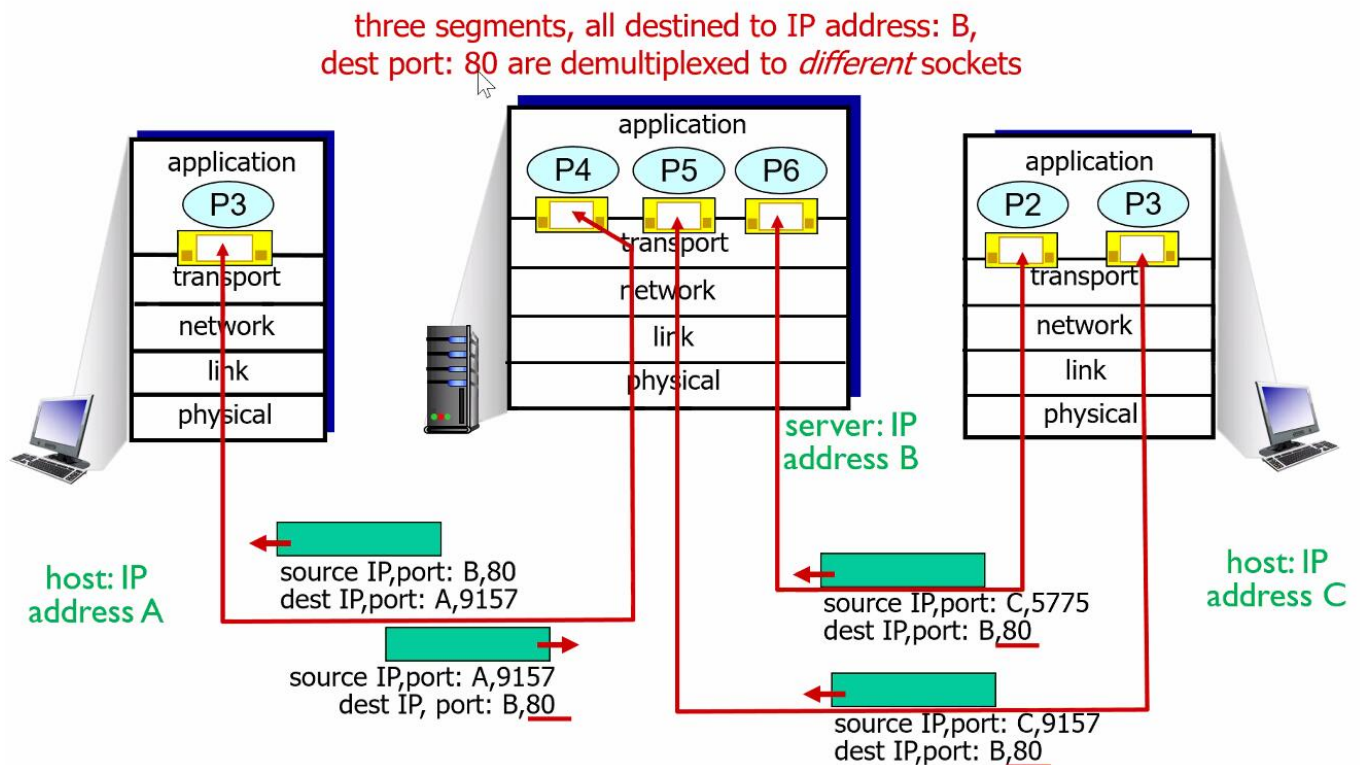 three segments, all destined to IP address: B,
dest port: 80 are demultiplexed to different sockets
application
P3
transport
network
link
physical
host: IP
address A
application
P4 P5 P6
transport
network
link
physical
server: IP
address B
application
P2 P3
transport
network
link
physical
host: IP
address C
source IP,port: B,80
dest IP,port: A,9157
source IP,port: A,9157
dest IP, port: B,80
source IP,port: C,5775
dest IP,port: B,80
source IP,port: C,9157
dest IP,port: B,80